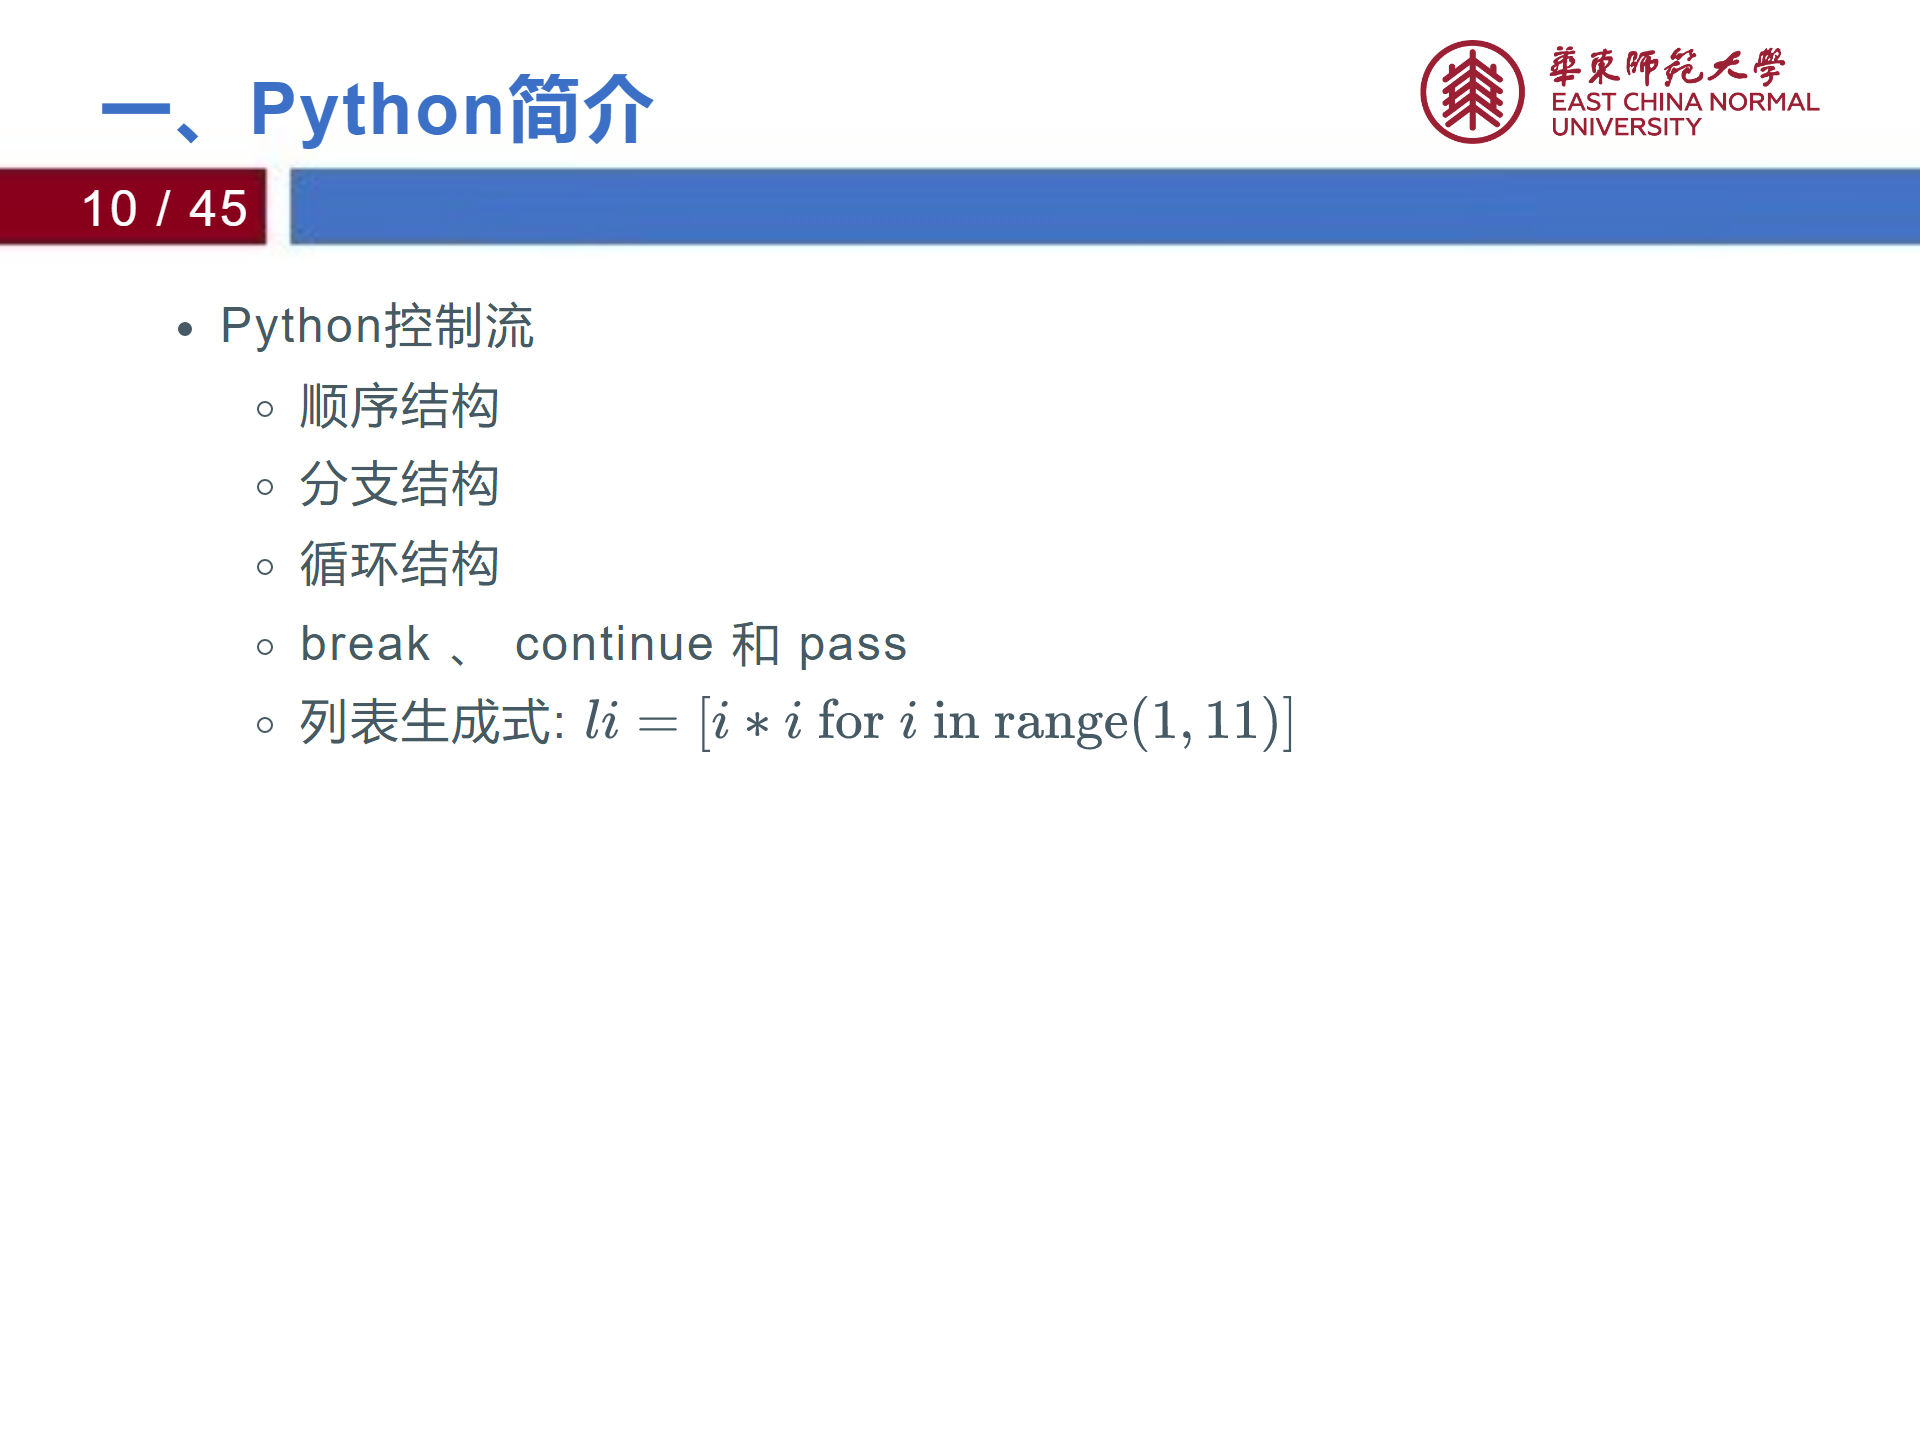 一、Python简介
華東師範大學
EAST CHINA NORMAL
UNIVERSITY
10 / 45
• Python控制流
◦ 顺序结构
◦ 分支结构
◦ 循环结构
◦ break 、 continue 和 pass
◦ 列表生成式: li = [i ∗ i for i in range(1, 11)]